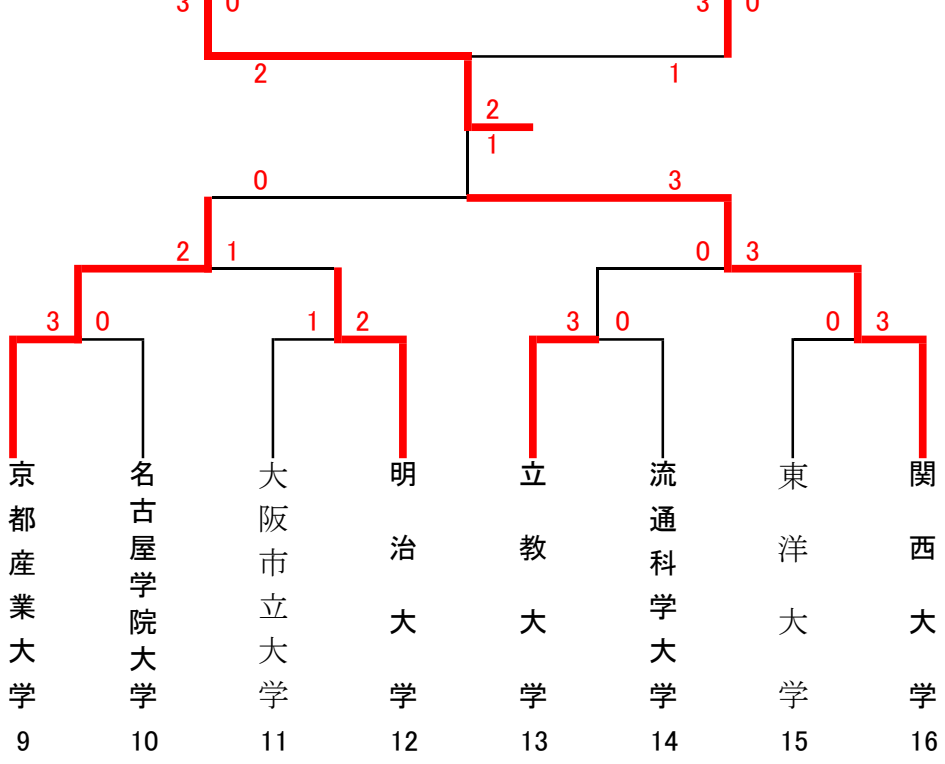 3 0 3 0
2 1
2
1
0 3
2 1 0 3
3 0 1 2 3 0 0 3
京都産業大学
名古屋学院大学
大阪市立大学
明治大学
立教大学
流通科学大学
東洋大学
関西大学
9 10 11 12 13 14 15 16